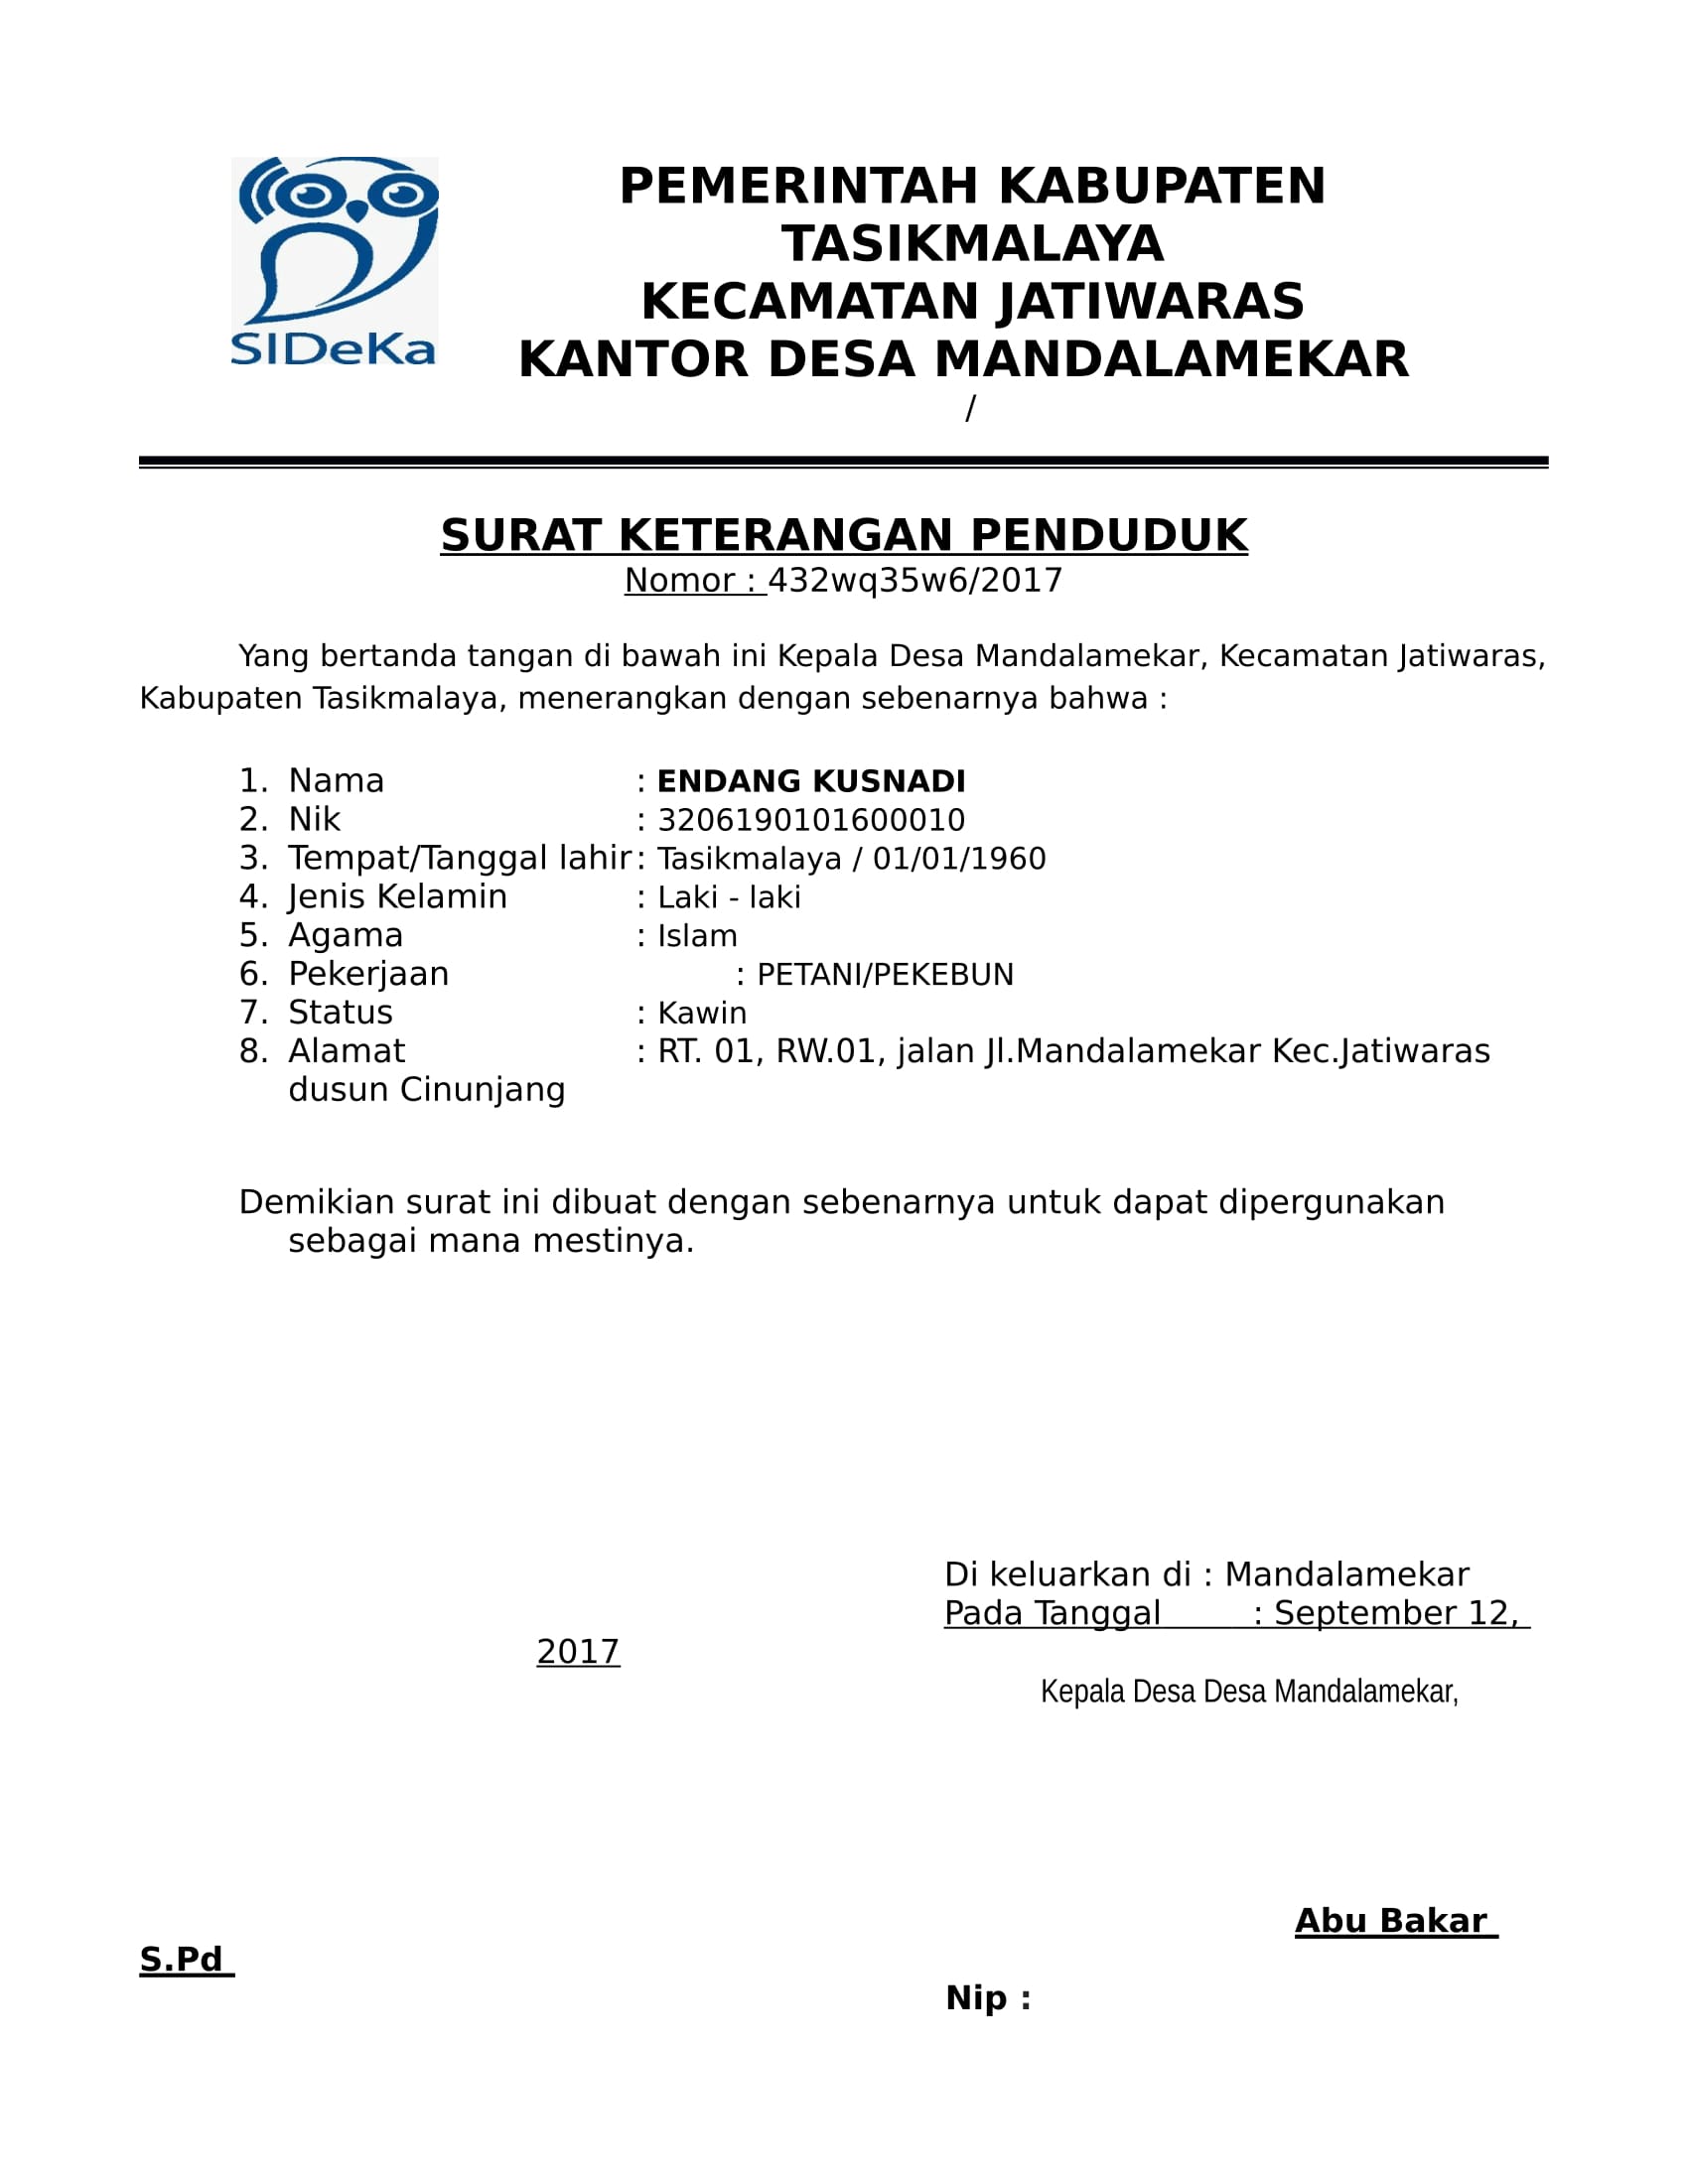 SIDeKa
PEMERINTAH KABUPATEN
TASIKMALAYA
KECAMATAN JATIWARAS
KANTOR DESA MANDALAMEKAR
/
SURAT KETERANGAN PENDUDUK
Nomor : 432wq35w6/2017
Yang bertanda tangan di bawah ini Kepala Desa Mandalamekar, Kecamatan Jatiwaras,
Kabupaten Tasikmalaya, menerangkan dengan sebenarnya bahwa :
1. Nama : ENDANG KUSNADI
2. Nik : 3206190101600010
3. Tempat/Tanggal lahir : Tasikmalaya / 01/01/1960
4. Jenis Kelamin : Laki - laki
5. Agama : Islam
6. Pekerjaan : PETANI/PEKEBUN
7. Status : Kawin
8. Alamat : RT. 01, RW.01, jalan Jl.Mandalamekar Kec.Jatiwaras
dusun Cinunjang
Demikian surat ini dibuat dengan sebenarnya untuk dapat dipergunakan
sebagai mana mestinya.
Di keluarkan di : Mandalamekar
Pada Tanggal : September 12,
2017
Kepala Desa Desa Mandalamekar,
Abu Bakar
S.Pd
Nip :